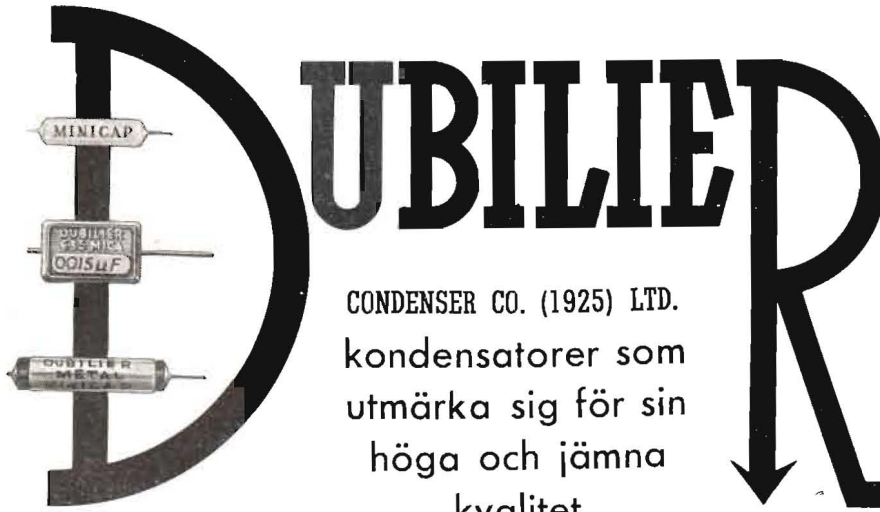 DUBILIER
MINICAP
DUBILIER
MICA
CONDENSER CO. (1925) LTD.
kondensatorer som
utmärka sig för sin
höga och jämna
kvalitet
DUBILIER
METAL